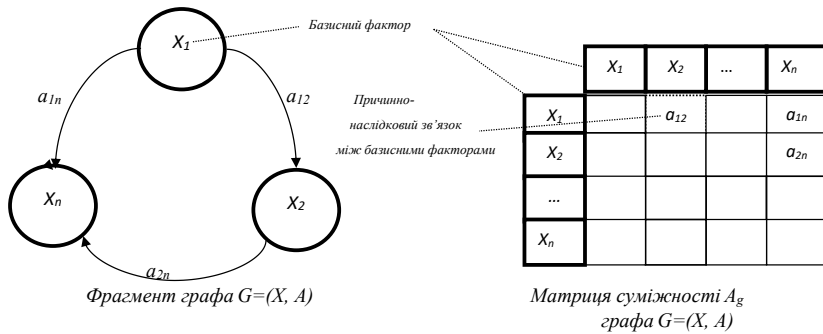 X1
Базисний фактор
a1n
a12
Причинно-
наслідковий зв’язок
між базисними факторами
Xn
X2
a2n
Фрагмент графа G=(X, A)
X1 X2 ... Xn
X1 a12 a1n
X2 a2n
...
Xn
Матриця суміжності Ag
графа G=(X, A)